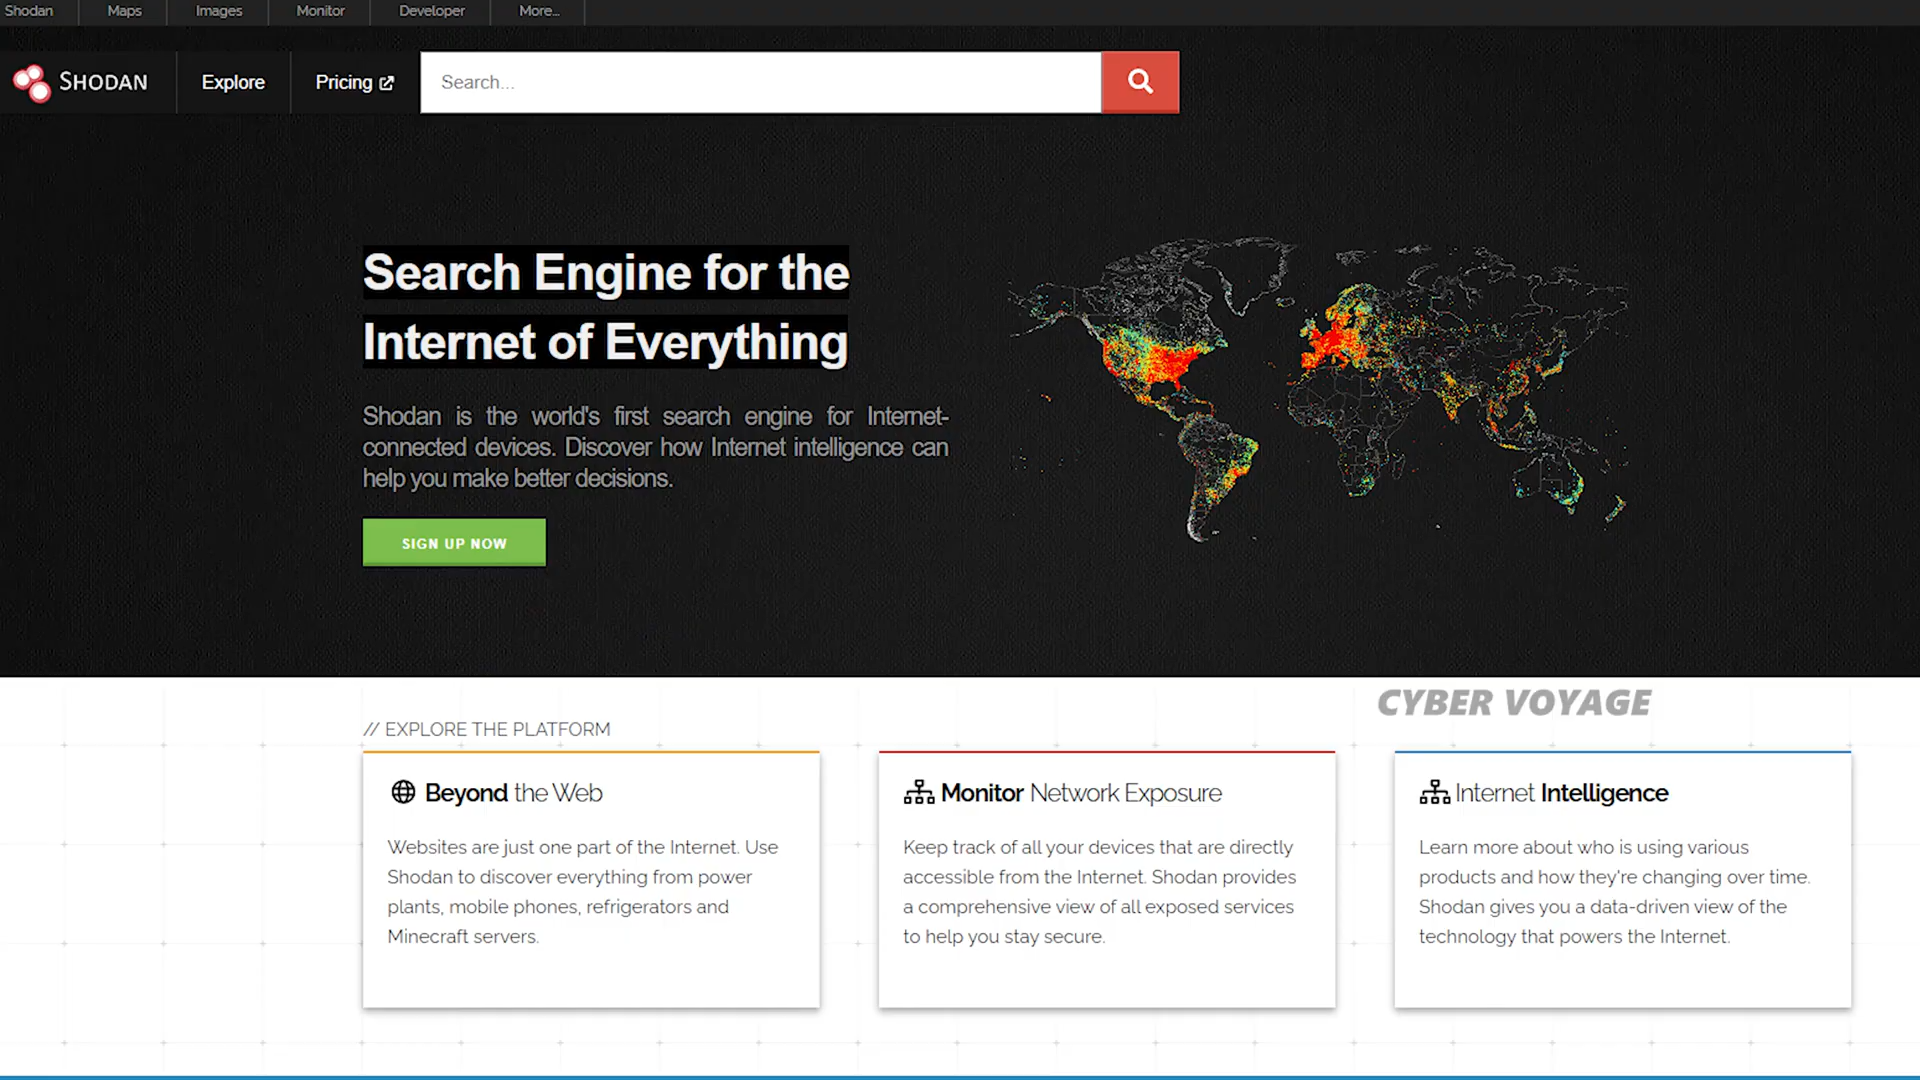 Shodan Maps Images Monitor Developer More...
SHODAN Explore Pricing Search...
Search Engine for the
Internet of Everything
Shodan is the world's first search engine for Internet-
connected devices. Discover how Internet intelligence can
help you make better decisions.
SIGN UP NOW
CYBER VOYAGE
// EXPLORE THE PLATFORM
Beyond the Web
Websites are just one part of the Internet. Use
Shodan to discover everything from power
plants, mobile phones, refrigerators and
Minecraft servers.
Monitor Network Exposure
Keep track of all your devices that are directly
accessible from the Internet. Shodan provides
a comprehensive view of all exposed services
to help you stay secure.
Internet Intelligence
Learn more about who is using various
products and how they're changing over time.
Shodan gives you a data-driven view of the
technology that powers the Internet.